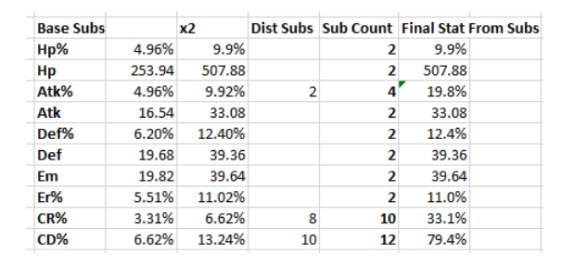 Base Subs x2 Dist Subs Sub Count Final Stat From Subs
Hp% 4.96% 9.9% 2 9.9%
Hp 253.94 507.88 2 507.88
Atk% 4.96% 9.92% 2 4 19.8%
Atk 16.54 33.08 2 33.08
Def% 6.20% 12.40% 2 12.4%
Def 19.68 39.36 2 39.36
Em 19.82 39.64 2 39.64
Er% 5.51% 11.02% 2 11.0%
CR% 3.31% 6.62% 8 10 33.1%
CD% 6.62% 13.24% 10 12 79.4%